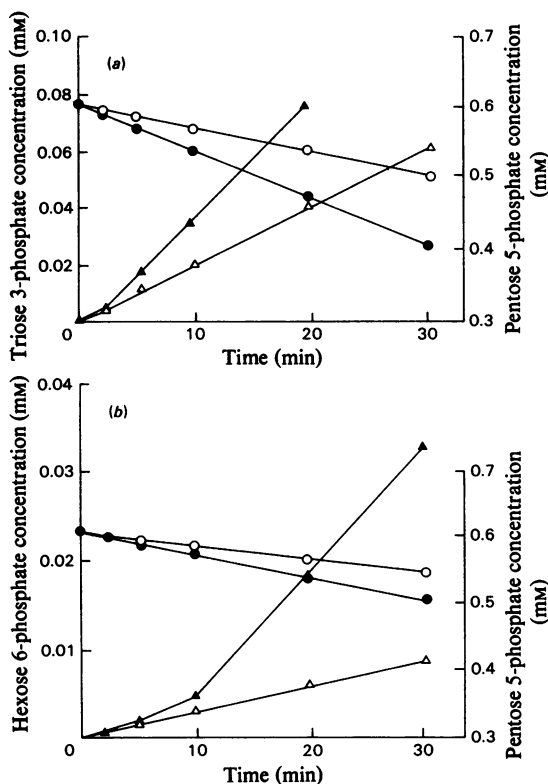 (a)
Triose 3-phosphate concentration (mM)
0.10
0.08
0.06
0.04
0.02
0
10
20
30
Time (min)
0.7
0.6
0.5
0.4
0.3
Pentose 5-phosphate concentration
(mM)
(b)
Hexose 6-phosphate concentration (mM)
0.04
0.03
0.02
0.01
0
10
20
30
Time (min)
0.7
0.6
0.5
0.4
0.3
Pentose 5-phosphate concentration
(mM)